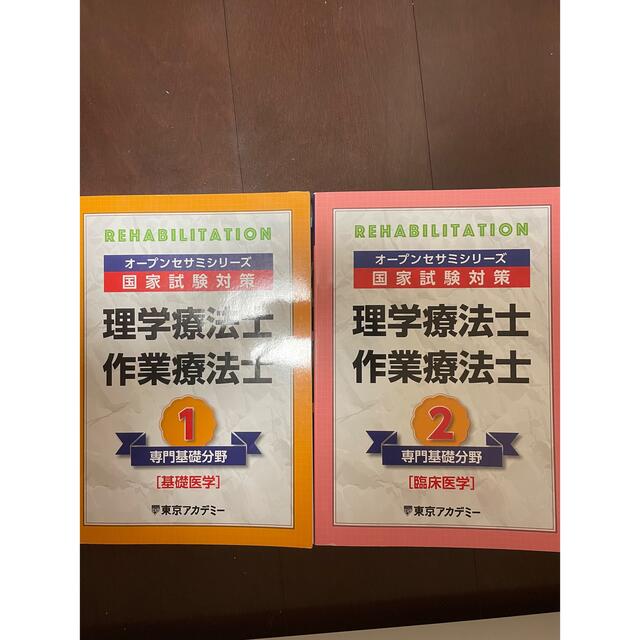 REHABILITATION
オープンセサミシリーズ
国家試験対策
理学療法士
作業療法士
1
専門基礎分野
[基礎医学]
東京アカデミー
REHABILITATION
オープンセサミシリーズ
国家試験対策
理学療法士
作業療法士
2
専門基礎分野
[臨床医学]
東京アカデミー